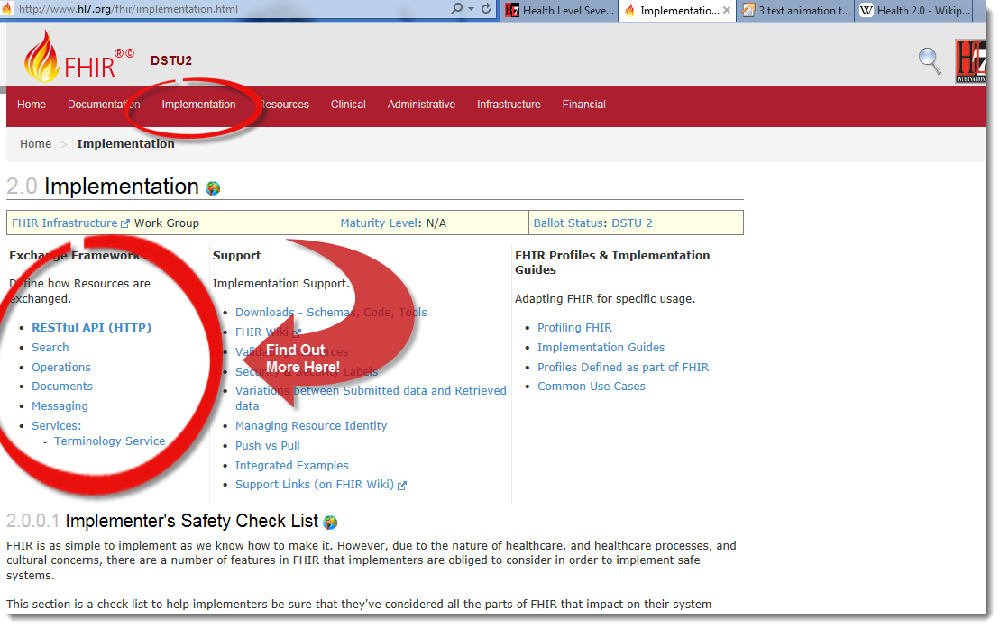 http://www.hl7.org/fhir/implementation.html
Health Level Seve...
Implementatio...
3 text animation t...
Health 2.0 - Wikip...
FHIR®© DSTU2
INTERNATIONAL
Home Documentation Implementation Resources Clinical Administrative Infrastructure Financial
Home > Implementation
2.0 Implementation
FHIR Infrastructure Work Group Maturity Level: N/A Ballot Status: DSTU 2
Exchange Frameworks
Define how Resources are
exchanged.
RESTful API (HTTP)
Search
Operations
Documents
Messaging
Services:
Terminology Service
Support
Implementation Support.
Downloads - Schemas, Code, Tools
FHIR Wiki
Validating Resources
Security & Security Labels
Variations between Submitted data and Retrieved
data
Managing Resource Identity
Push vs Pull
Integrated Examples
Support Links (on FHIR Wiki)
Find Out
More Here!
FHIR Profiles & Implementation
Guides
Adapting FHIR for specific usage.
Profiling FHIR
Implementation Guides
Profiles Defined as part of FHIR
Common Use Cases
2.0.0.1 Implementer's Safety Check List
FHIR is as simple to implement as we know how to make it. However, due to the nature of healthcare, and healthcare processes, and
cultural concerns, there are a number of features in FHIR that implementers are obliged to consider in order to implement safe
systems.
This section is a check list to help implementers be sure that they've considered all the parts of FHIR that impact on their system